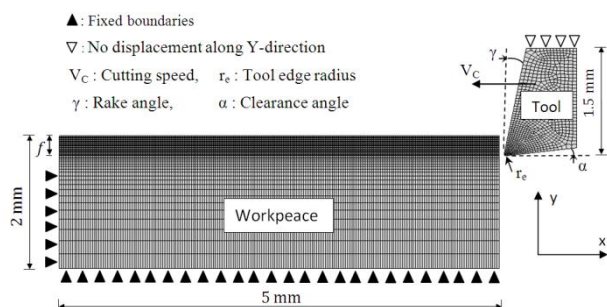 ▲: Fixed boundaries
▽: No displacement along Y-direction
V_C : Cutting speed, r_e : Tool edge radius
γ : Rake angle, α : Clearance angle
γ
V_C
Tool
1.5 mm
α
r_e
f
2 mm
Workpeace
5 mm
y
x